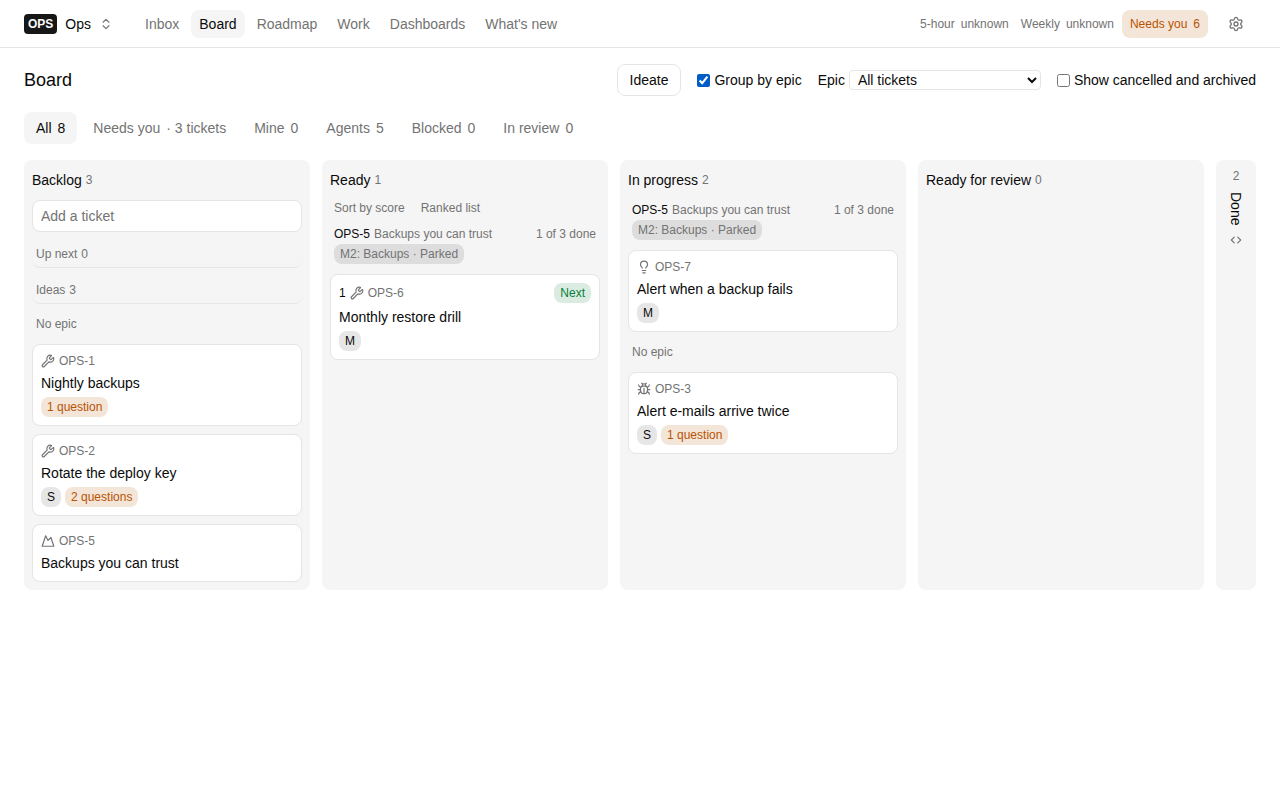 OPS Ops Inbox Board Roadmap Work Dashboards What's new 5-hour unknown Weekly unknown Needs you 6
Board Ideate Group by epic Epic All tickets Show cancelled and archived
All 8 Needs you · 3 tickets Mine 0 Agents 5 Blocked 0 In review 0
Backlog 3
Add a ticket
Up next 0
Ideas 3
No epic
OPS-1
Nightly backups
1 question
OPS-2
Rotate the deploy key
S 2 questions
OPS-5
Backups you can trust
Ready 1
Sort by score Ranked list
OPS-5 Backups you can trust 1 of 3 done
M2: Backups · Parked
1 OPS-6 Next
Monthly restore drill
M
In progress 2
OPS-5 Backups you can trust 1 of 3 done
M2: Backups · Parked
OPS-7
Alert when a backup fails
M
No epic
OPS-3
Alert e-mails arrive twice
S 1 question
Ready for review 0
2
Done